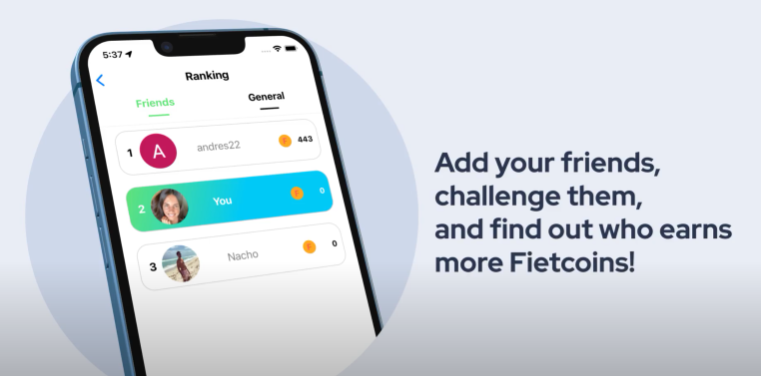 5:37
Ranking
Friends
General
1 A andres22 443
2 You 0
3 Nacho 0
Add your friends,
challenge them,
and find out who earns
more Fietcoins!